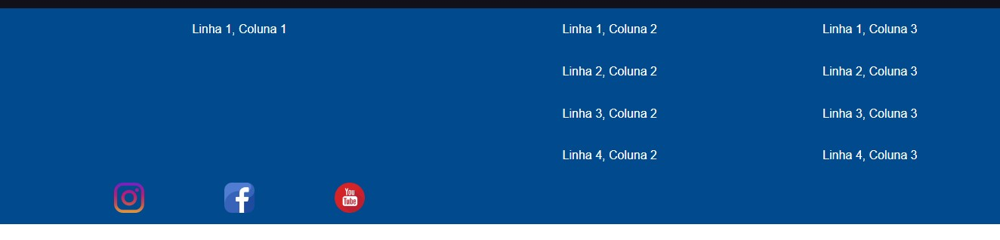 Linha 1, Coluna 1 Linha 1, Coluna 2 Linha 1, Coluna 3
Linha 2, Coluna 2 Linha 2, Coluna 3
Linha 3, Coluna 2 Linha 3, Coluna 3
Linha 4, Coluna 2 Linha 4, Coluna 3
You
Tube